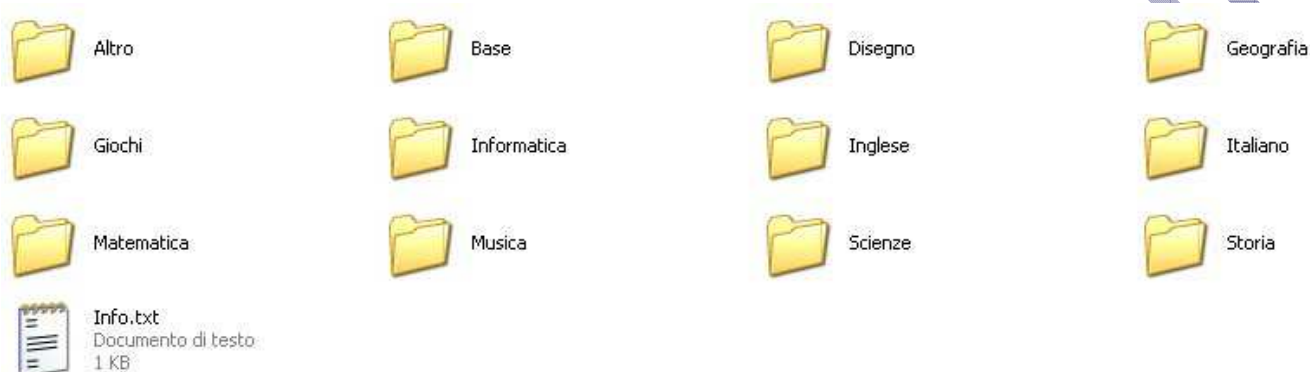 Altro
Base
Disegno
Geografia
Giochi
Informatica
Inglese
Italiano
Matematica
Musica
Scienze
Storia
Info.txt
Documento di testo
1 KB